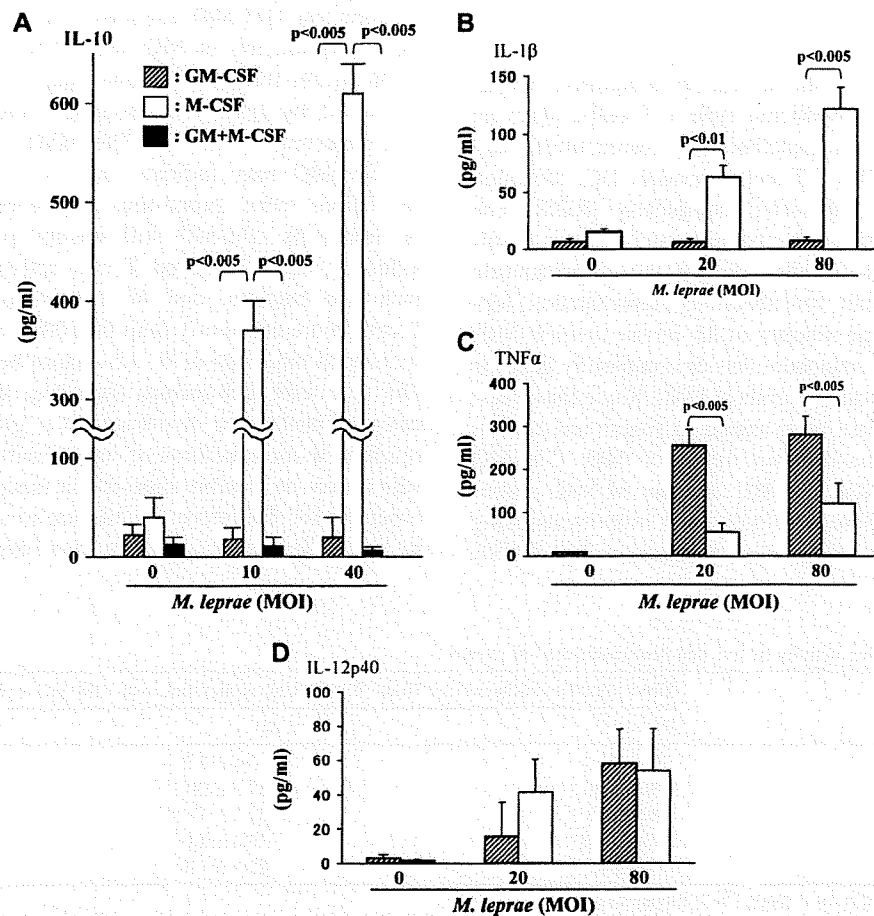 A
IL-10
p<0.005 p<0.005
: GM-CSF
: M-CSF
: GM+M-CSF
600
500
p<0.005 p<0.005
400
300
100
0
(pg/ml)
0 10 40
M. leprae (MOI)
B
IL-1β
p<0.005
150
p<0.01
100
50
0
(pg/ml)
0 20 80
M. leprae (MOI)
C
TNFα
400
p<0.005 p<0.005
300
200
100
0
(pg/ml)
0 20 80
M. leprae (MOI)
D
IL-12p40
100
80
60
40
20
0
(pg/ml)
0 20 80
M. leprae (MOI)